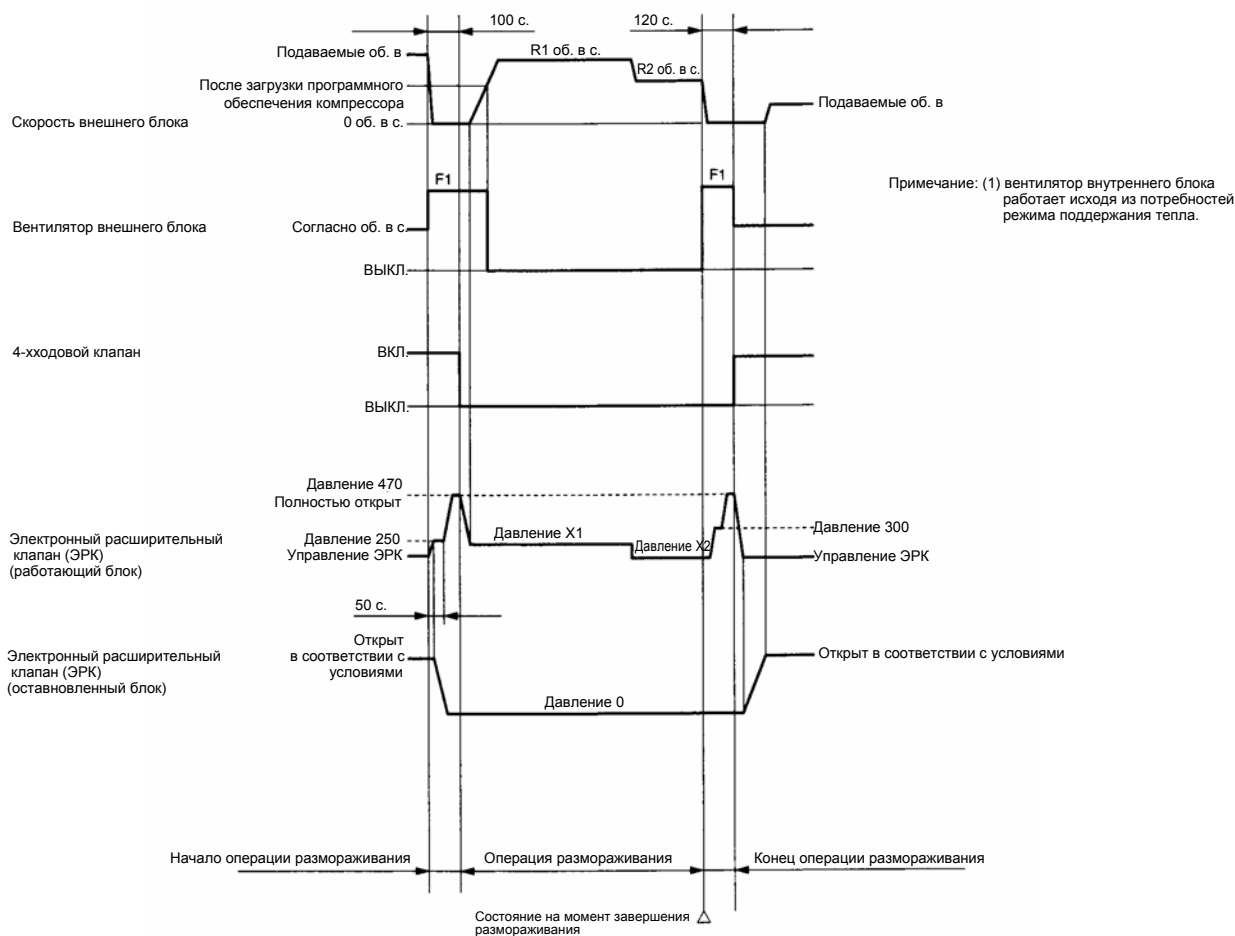 100 с.
120 с.
Подаваемые об. в
R1 об. в с.
R2 об. в с.
После загрузки программного
обеспечения компрессора
Подаваемые об. в
Скорость внешнего блока
0 об. в с.
F1
F1
Примечание: (1) вентилятор внутреннего блока
работает исходя из потребностей
режима поддержания тепла.
Вентилятор внешнего блока
Согласно об. в с.
ВЫКЛ.
4-хходовой клапан
ВКЛ.
ВЫКЛ.
Давление 470
Полностью открыт
Электронный расширительный
клапан (ЭРК)
(работающий блок)
Давление 250
Управление ЭРК
Давление X1
Давление X2
Давление 300
Управление ЭРК
50 с.
Электронный расширительный
клапан (ЭРК)
(оставновленный блок)
Открыт
в соответствии с
условиями
Открыт в соответствии с условиями
Давление 0
Начало операции размораживания
Операция размораживания
Конец операции размораживания
Состояние на момент завершения
размораживания